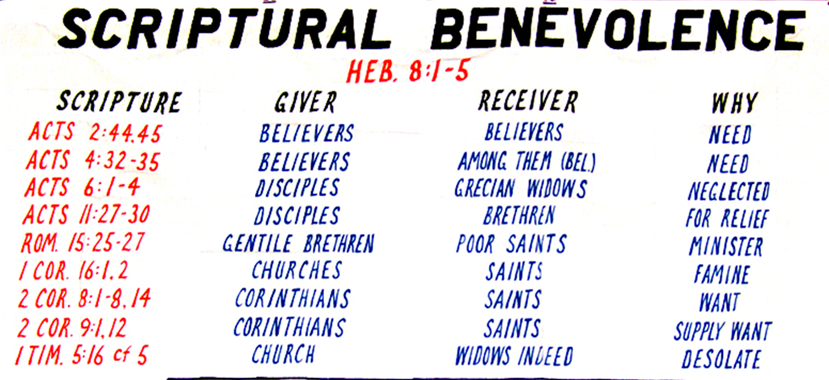 SCRIPTURAL BENEVOLENCE
HEB. 8:1-5
SCRIPTURE GIVER RECEIVER WHY
ACTS 2:44,45 BELIEVERS BELIEVERS NEED
ACTS 4:32-35 BELIEVERS AMONG THEM (BEL.) NEED
ACTS 6:1-4 DISCIPLES GRECIAN WIDOWS NEGLECTED
ACTS 11:27-30 DISCIPLES BRETHREN FOR RELIEF
ROM. 15:25-27 GENTILE BRETHREN POOR SAINTS MINISTER
1 COR. 16:1,2 CHURCHES SAINTS FAMINE
2 COR. 8:1-8,14 CORINTHIANS SAINTS WANT
2 COR. 9:1,12 CORINTHIANS SAINTS SUPPLY WANT
1 TIM. 5:16 cf 5 CHURCH WIDOWS INDEED DESOLATE